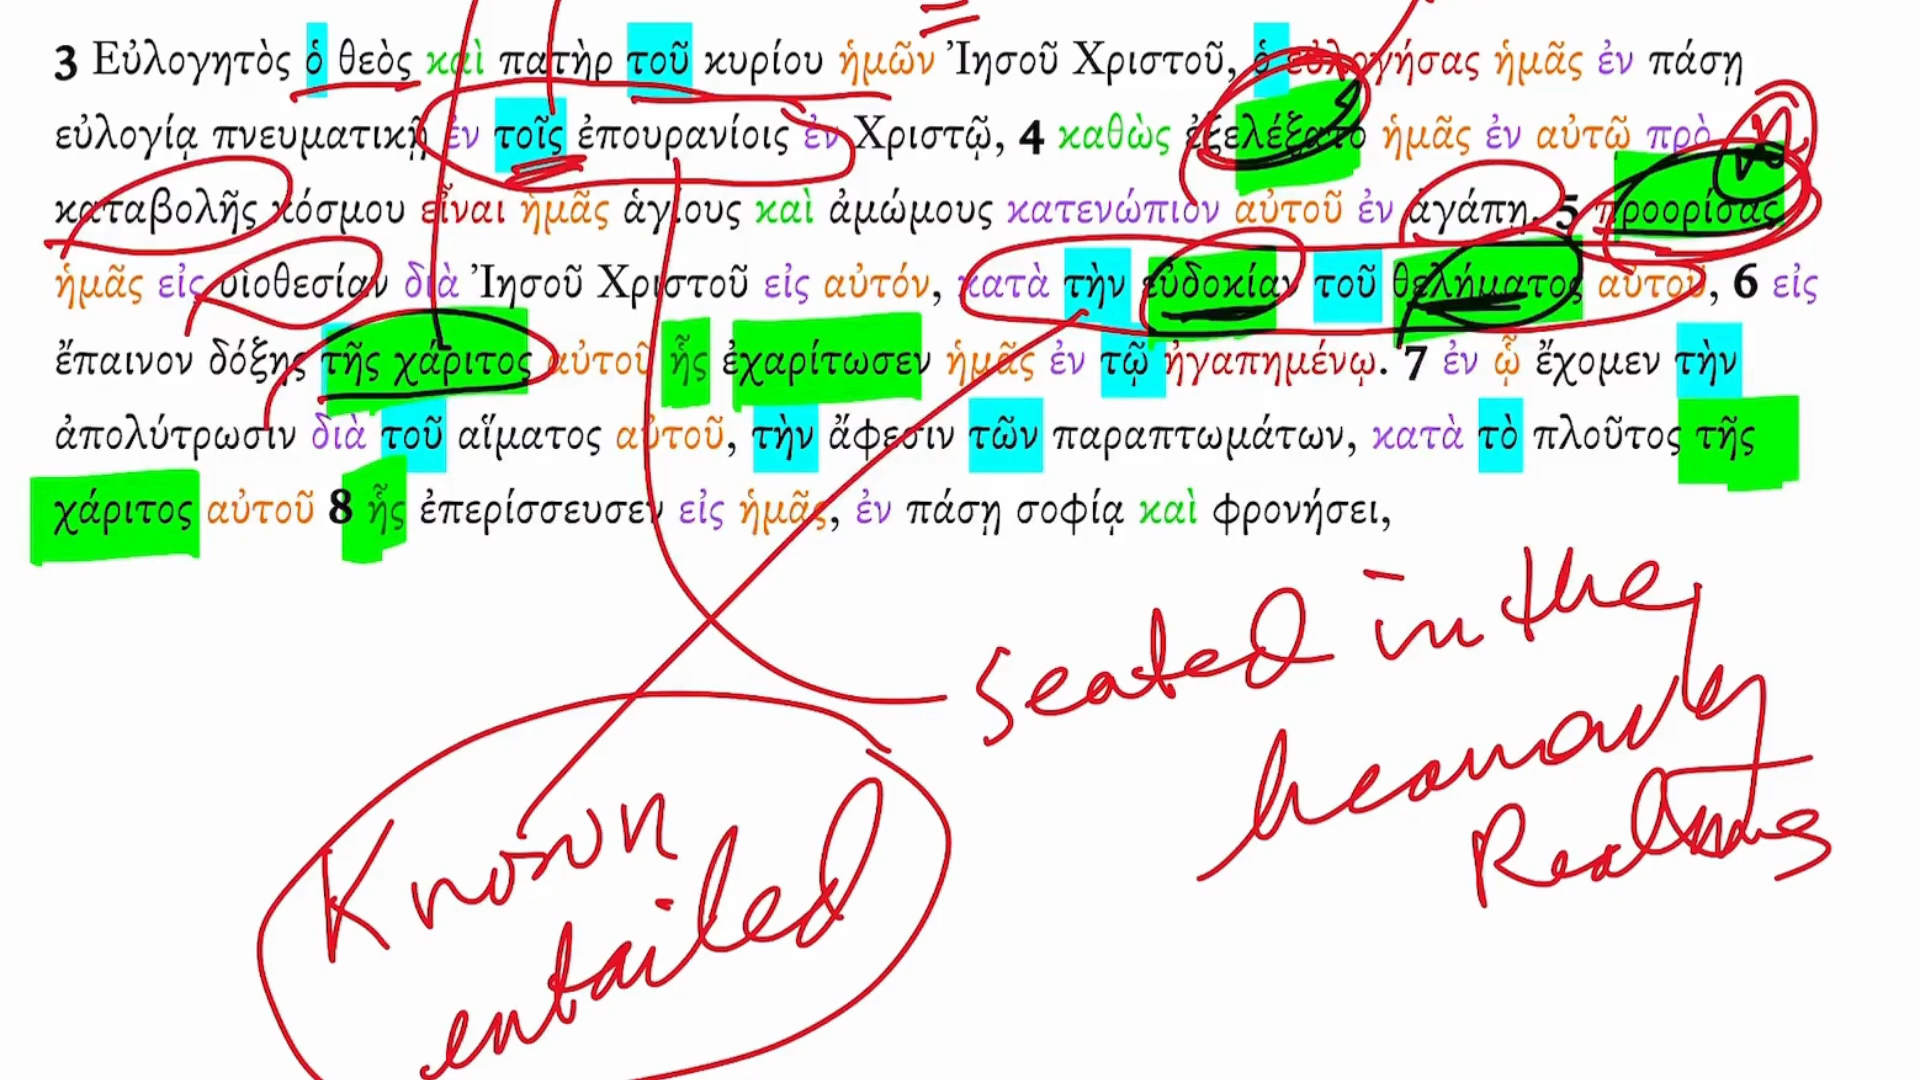 3 Εὐλογητὸς ὁ θεὸς καὶ πατὴρ τοῦ κυρίου ἡμῶν Ἰησοῦ Χριστοῦ, ὁ εὐλογήσας ἡμᾶς ἐν πάσῃ
εὐλογίᾳ πνευματικῇ ἐν τοῖς ἐπουρανίοις ἐν Χριστῷ, 4 καθὼς ἐξελέξατο ἡμᾶς ἐν αὐτῷ πρὸ
καταβολῆς κόσμου εἶναι ἡμᾶς ἁγίους καὶ ἀμώμους κατενώπιον αὐτοῦ ἐν ἀγάπῃ, 5 προορίσας
ἡμᾶς εἰς υἱοθεσίαν διὰ Ἰησοῦ Χριστοῦ εἰς αὐτόν, κατὰ τὴν εὐδοκίαν τοῦ θελήματος αὐτοῦ, 6 εἰς
ἔπαινον δόξης τῆς χάριτος αὐτοῦ ἧς ἐχαρίτωσεν ἡμᾶς ἐν τῷ ἠγαπημένῳ. 7 ἐν ᾧ ἔχομεν τὴν
ἀπολύτρωσιν διὰ τοῦ αἵματος αὐτοῦ, τὴν ἄφεσιν τῶν παραπτωμάτων, κατὰ τὸ πλοῦτος τῆς
χάριτος αὐτοῦ 8 ἧς ἐπερίσσευσεν εἰς ἡμᾶς, ἐν πάσῃ σοφίᾳ καὶ φρονήσει,
seated in the
heavenly
Realms
Known
entailed